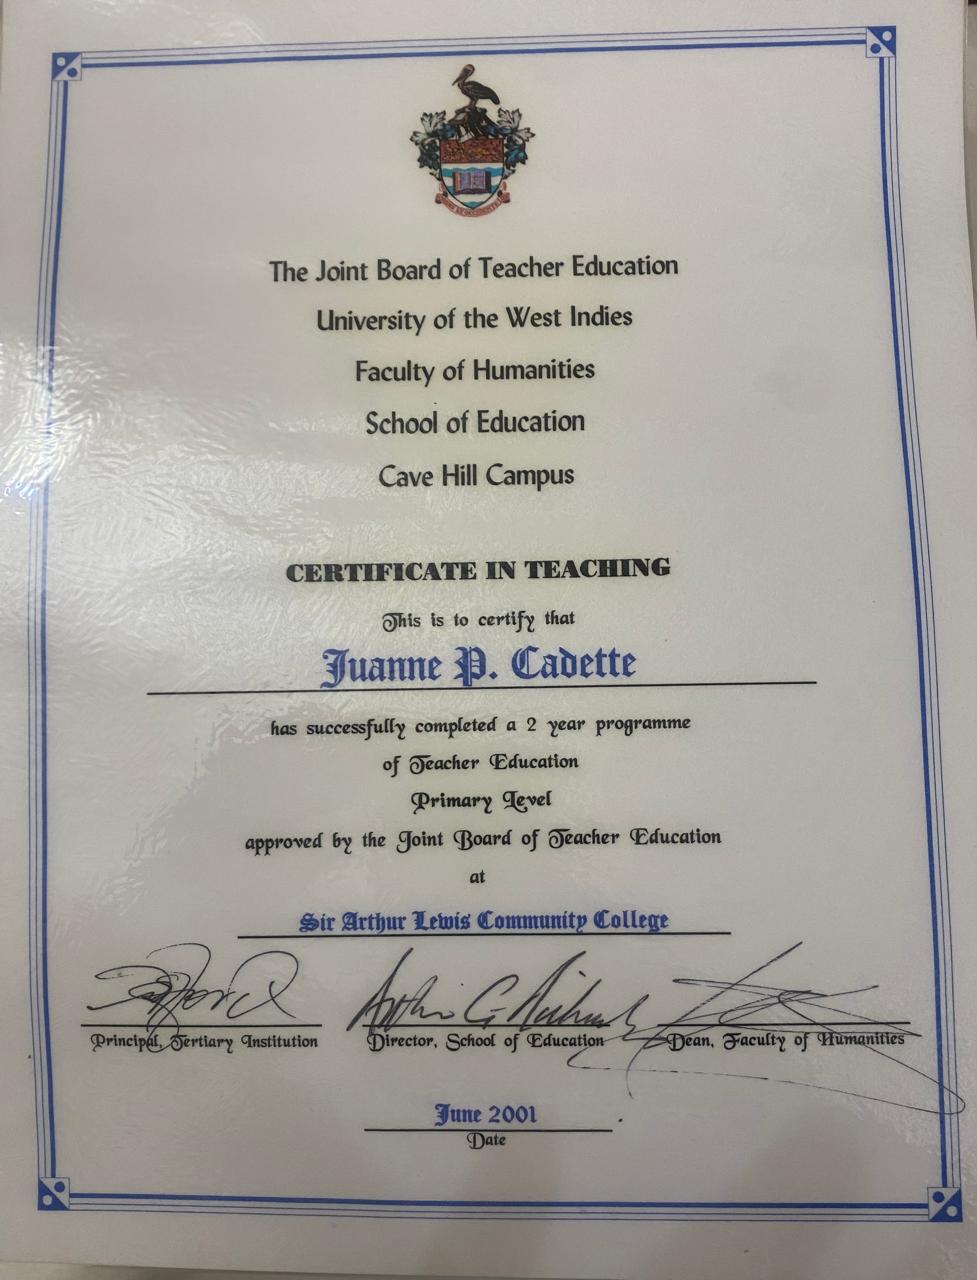 The Joint Board of Teacher Education
University of the West Indies
Faculty of Humanities
School of Education
Cave Hill Campus
CERTIFICATE IN TEACHING
This is to certify that
Juanne P. Cadette
has successfully completed a 2 year programme
of Teacher Education
Primary Level
approved by the Joint Board of Teacher Education
at
Sir Arthur Lewis Community College
Principal, Tertiary Institution
Director, School of Education
Dean, Faculty of Humanities
June 2001
Date